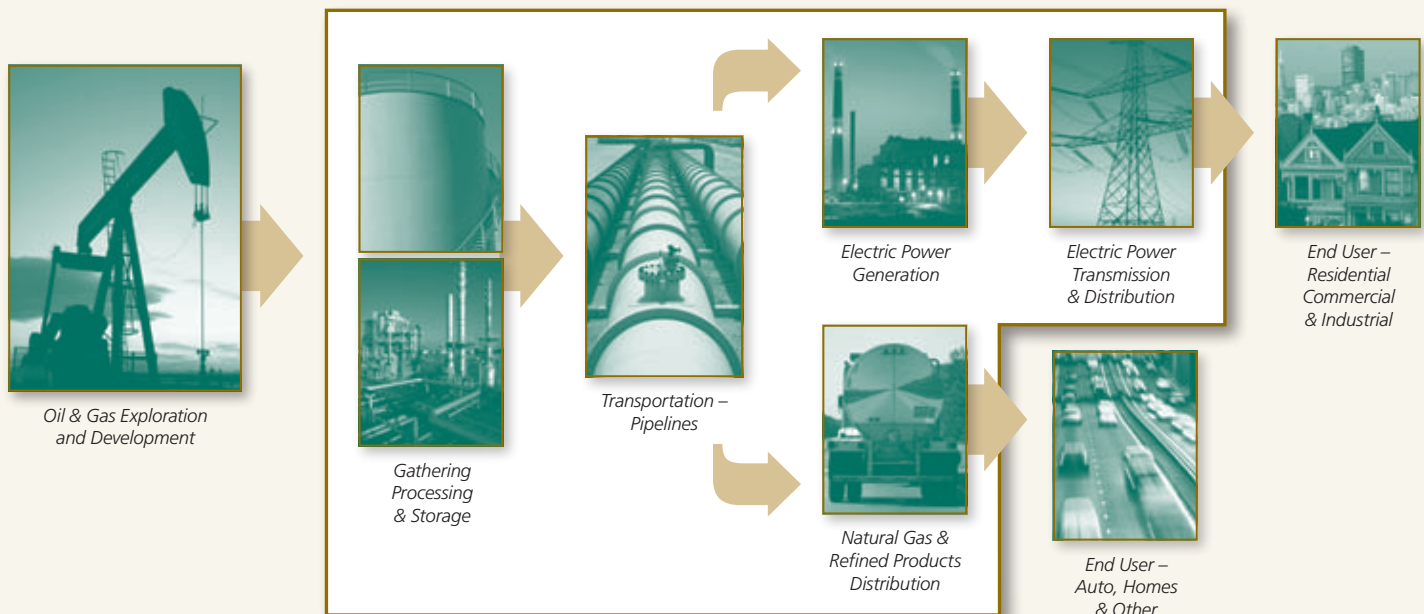 Oil & Gas Exploration
and Development
Gathering
Processing
& Storage
Transportation –
Pipelines
Electric Power
Generation
Electric Power
Transmission
& Distribution
End User –
Residential
Commercial
& Industrial
Natural Gas &
Refined Products
Distribution
End User –
Auto, Homes
& Other